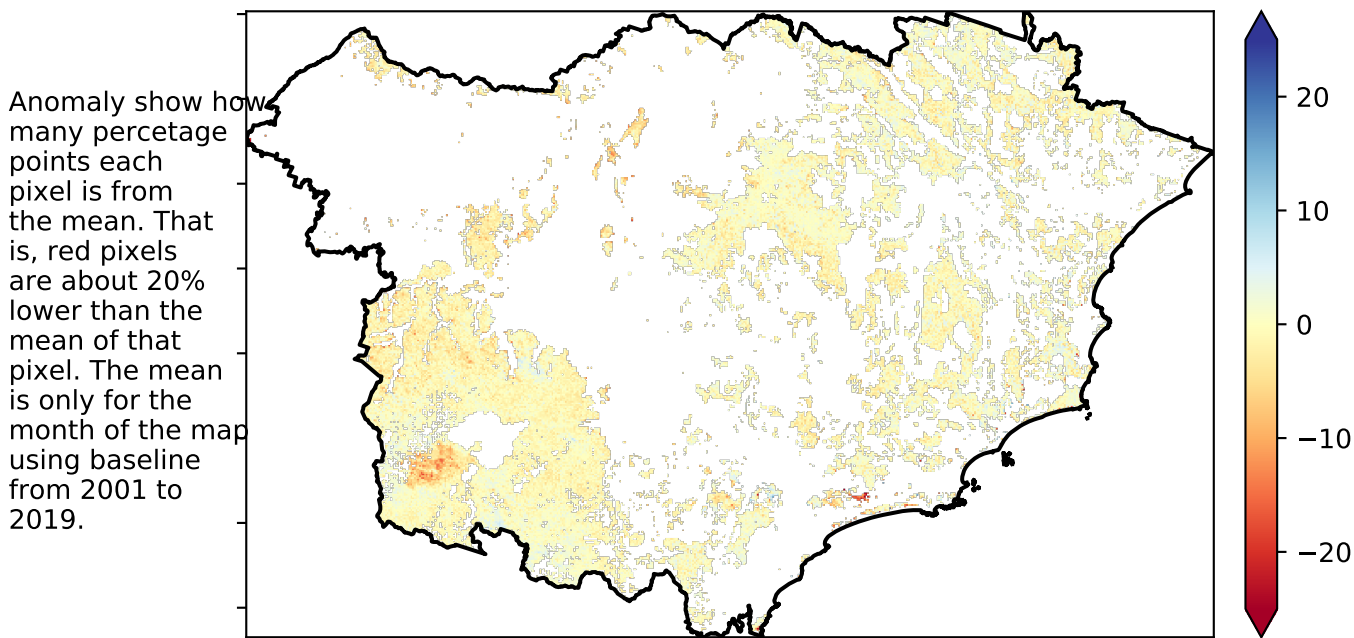 Anomaly show how
many percetage
points each
pixel is from
the mean. That
is, red pixels
are about 20%
lower than the
mean of that
pixel. The mean
is only for the
month of the map
using baseline
from 2001 to
2019.
20
10
0
−10
−20